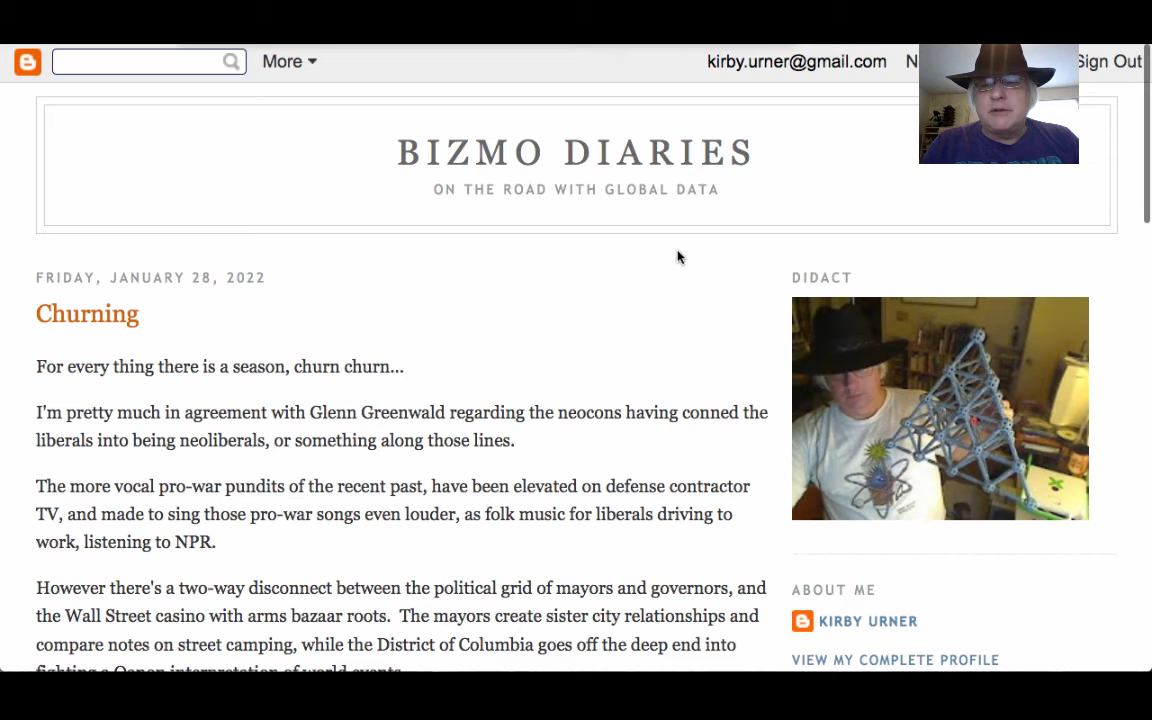 More
kirby.urner@gmail.com
Sign Out
BIZMO DIARIES
ON THE ROAD WITH GLOBAL DATA
FRIDAY, JANUARY 28, 2022
Churning
For every thing there is a season, churn churn...
I'm pretty much in agreement with Glenn Greenwald regarding the neocons having conned the
liberals into being neoliberals, or something along those lines.
The more vocal pro-war pundits of the recent past, have been elevated on defense contractor
TV, and made to sing those pro-war songs even louder, as folk music for liberals driving to
work, listening to NPR.
However there's a two-way disconnect between the political grid of mayors and governors, and
the Wall Street casino with arms bazaar roots.  The mayors create sister city relationships and
compare notes on street camping, while the District of Columbia goes off the deep end into
fighting a Qanon interpretation of world events.
DIDACT
ABOUT ME
KIRBY URNER
VIEW MY COMPLETE PROFILE